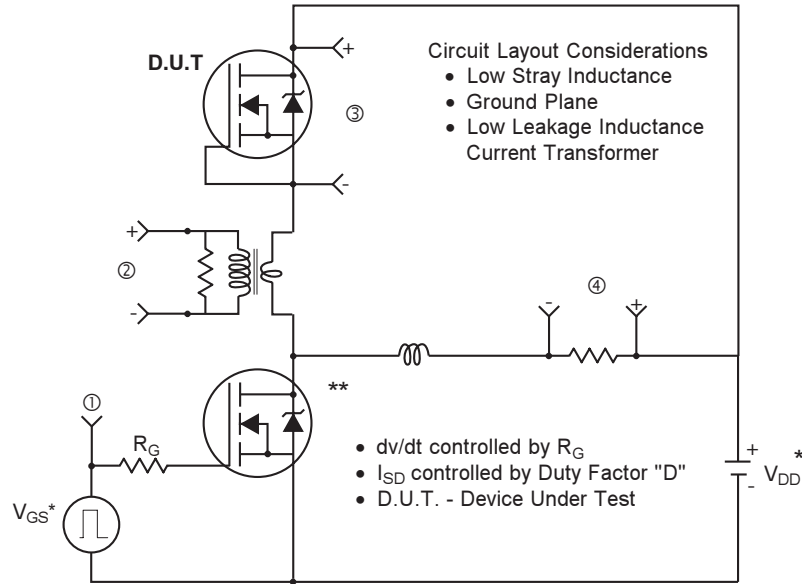 D.U.T
+
③
-
Circuit Layout Considerations
• Low Stray Inductance
• Ground Plane
• Low Leakage Inductance
Current Transformer
+
②
-
④
- +
**
①
R_G
V_GS*
• dv/dt controlled by R_G
• I_SD controlled by Duty Factor "D"
• D.U.T. - Device Under Test
+
-
V_DD*